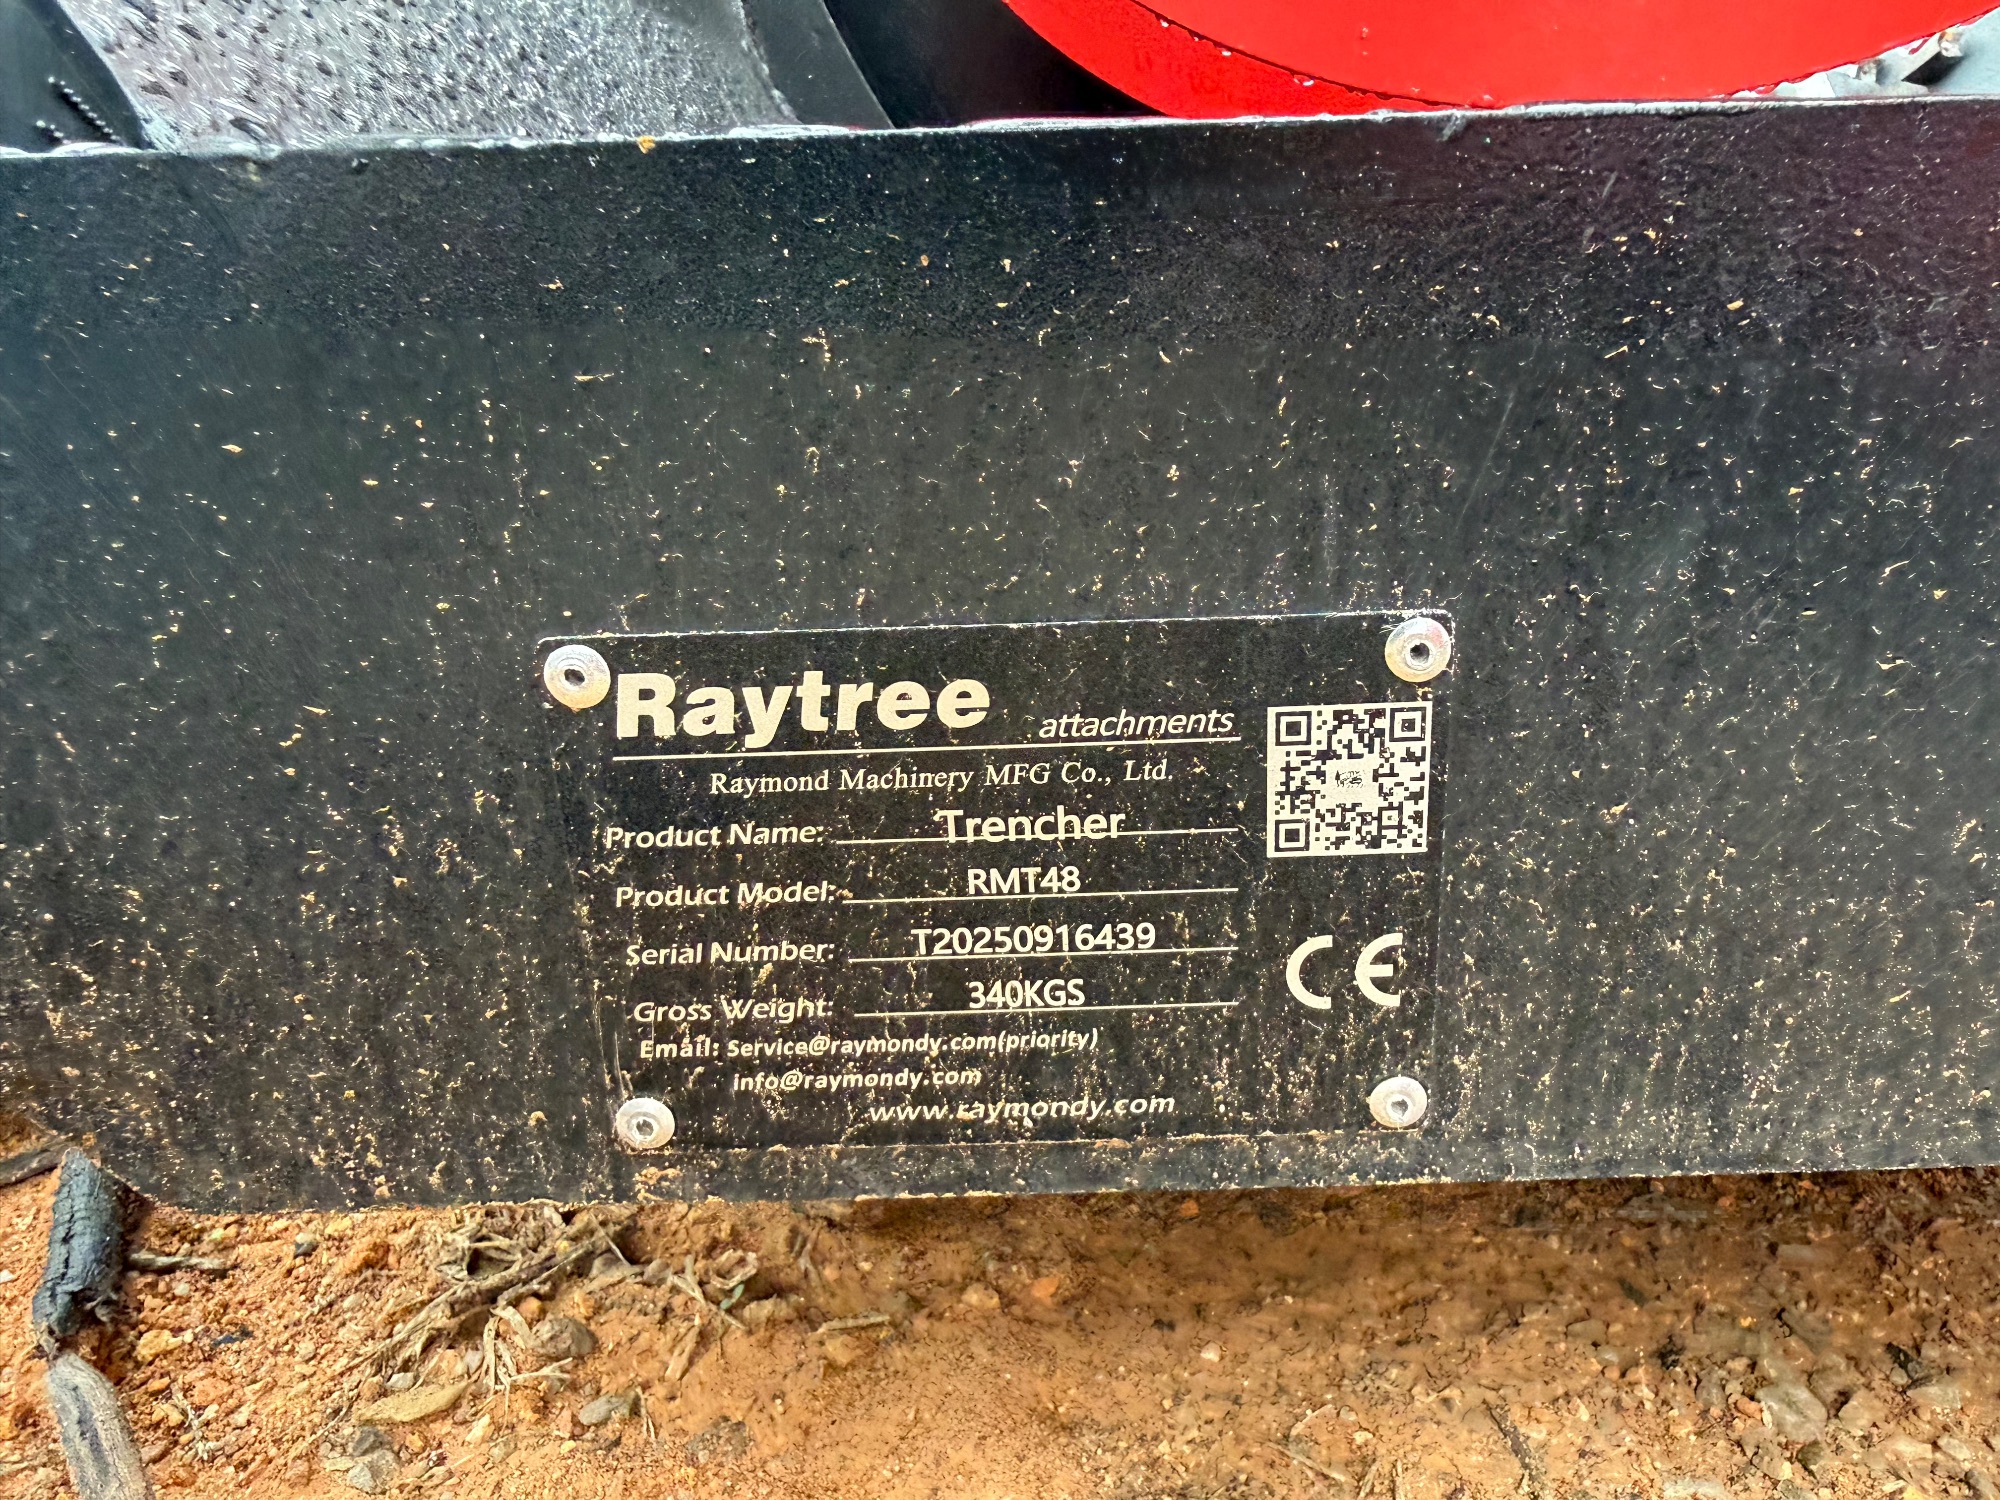 Raytree attachments
Raymond Machinery MFG Co., Ltd.
Product Name: Trencher
Product Model: RMT48
Serial Number: T20250916439
Gross Weight: 340KGS
Email: Service@raymondy.com(priority)
info@raymondy.com
www.raymondy.com
CE